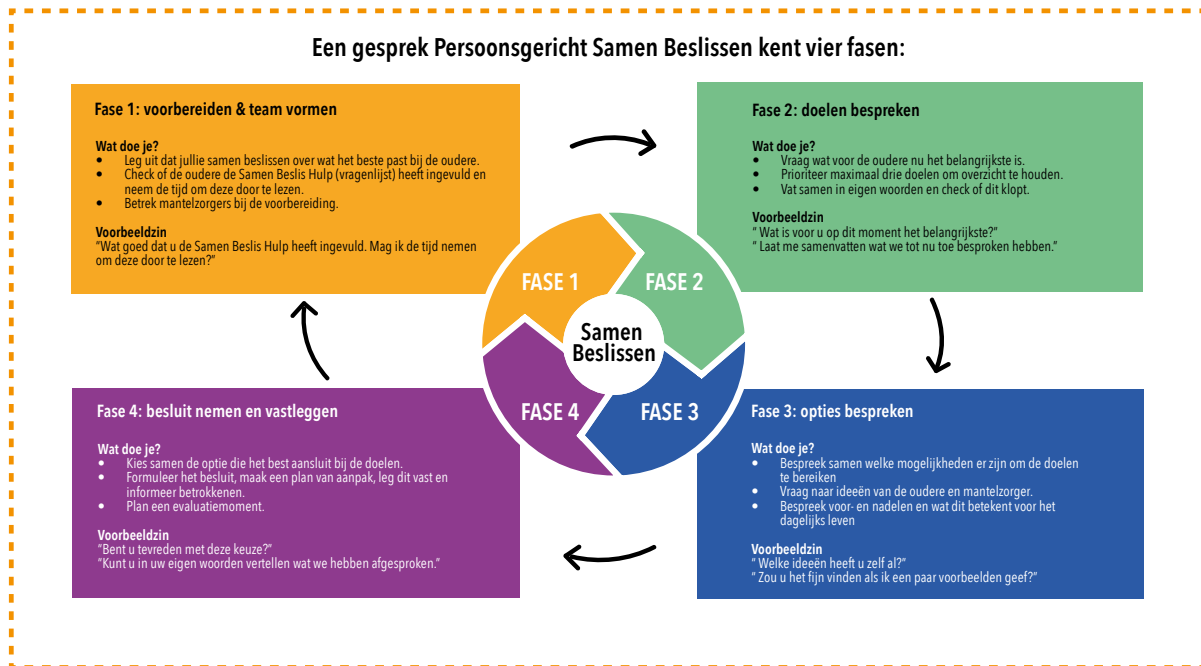 Een gesprek Persoonsgericht Samen Beslissen kent vier fasen:
Fase 1: voorbereiden & team vormen
Wat doe je?
• Leg uit dat jullie samen beslissen over wat het beste past bij de oudere.
• Check of de oudere de Samen Beslis Hulp (vragenlijst) heeft ingevuld en
neem de tijd om deze door te lezen.
• Betrek mantelzorgers bij de voorbereiding.
Voorbeeldzin
"Wat goed dat u de Samen Beslis Hulp heeft ingevuld. Mag ik de tijd nemen
om deze door te lezen?"
Fase 2: doelen bespreken
Wat doe je?
• Vraag wat voor de oudere nu het belangrijkste is.
• Prioriteer maximaal drie doelen om overzicht te houden.
• Vat samen in eigen woorden en check of dit klopt.
Voorbeeldzin
" Wat is voor u op dit moment het belangrijkste?"
" Laat me samenvatten wat we tot nu toe besproken hebben."
FASE 1
FASE 2
Samen
Beslissen
FASE 4
FASE 3
Fase 4: besluit nemen en vastleggen
Wat doe je?
• Kies samen de optie die het best aansluit bij de doelen.
• Formuleer het besluit, maak een plan van aanpak, leg dit vast en
informeer betrokkenen.
• Plan een evaluatiemoment.
Voorbeeldzin
"Bent u tevreden met deze keuze?"
"Kunt u in uw eigen woorden vertellen wat we hebben afgesproken."
Fase 3: opties bespreken
Wat doe je?
• Bespreek samen welke mogelijkheden er zijn om de doelen
te bereiken
• Vraag naar ideeën van de oudere en mantelzorger.
• Bespreek voor- en nadelen en wat dit betekent voor het
dagelijks leven
Voorbeeldzin
" Welke ideeën heeft u zelf al?"
" Zou u het fijn vinden als ik een paar voorbeelden geef?"